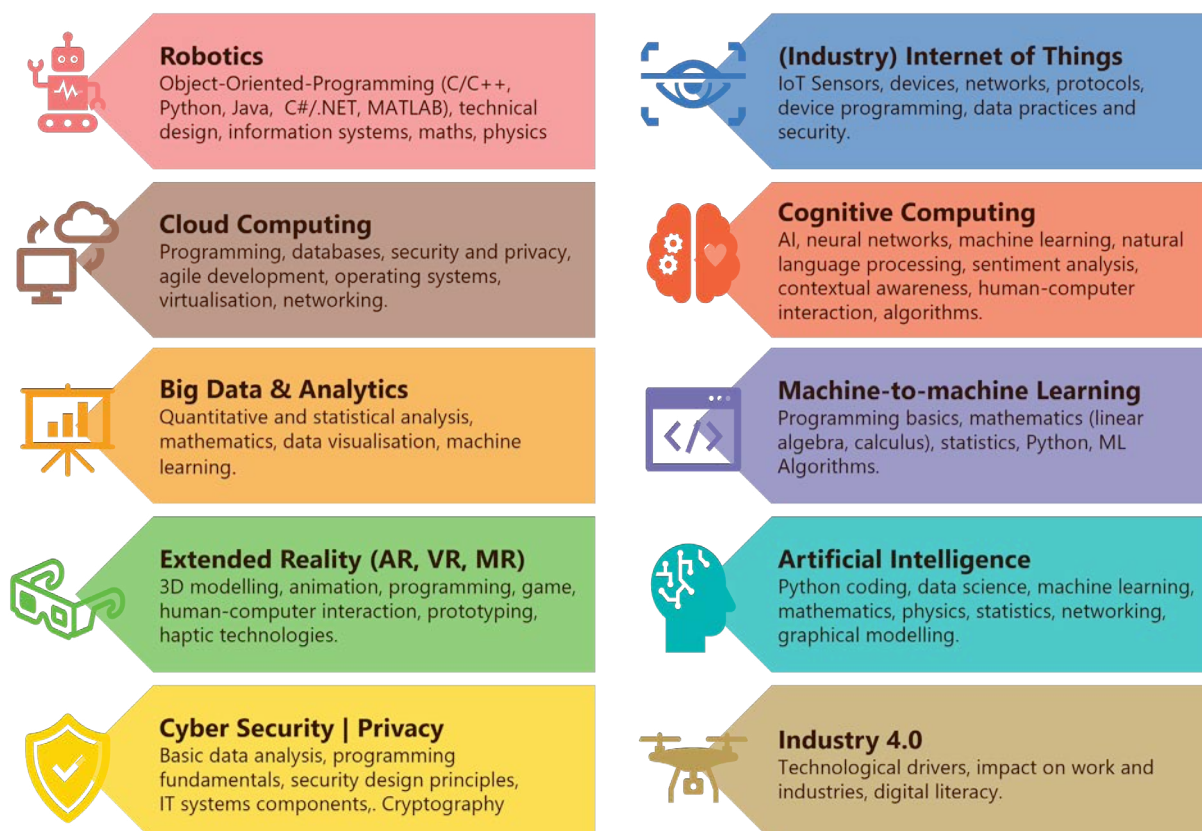 Robotics
Object-Oriented-Programming (C/C++,
Python, Java, C#/.NET, MATLAB), technical
design, information systems, maths, physics
(Industry) Internet of Things
IoT Sensors, devices, networks, protocols,
device programming, data practices and
security.
Cloud Computing
Programming, databases, security and privacy,
agile development, operating systems,
virtualisation, networking.
Cognitive Computing
AI, neural networks, machine learning, natural
language processing, sentiment analysis,
contextual awareness, human-computer
interaction, algorithms.
Big Data & Analytics
Quantitative and statistical analysis,
mathematics, data visualisation, machine
learning.
Machine-to-machine Learning
Programming basics, mathematics (linear
algebra, calculus), statistics, Python, ML
Algorithms.
Extended Reality (AR, VR, MR)
3D modelling, animation, programming, game,
human-computer interaction, prototyping,
haptic technologies.
Artificial Intelligence
Python coding, data science, machine learning,
mathematics, physics, statistics, networking,
graphical modelling.
Cyber Security | Privacy
Basic data analysis, programming
fundamentals, security design principles,
IT systems components,. Cryptography
Industry 4.0
Technological drivers, impact on work and
industries, digital literacy.